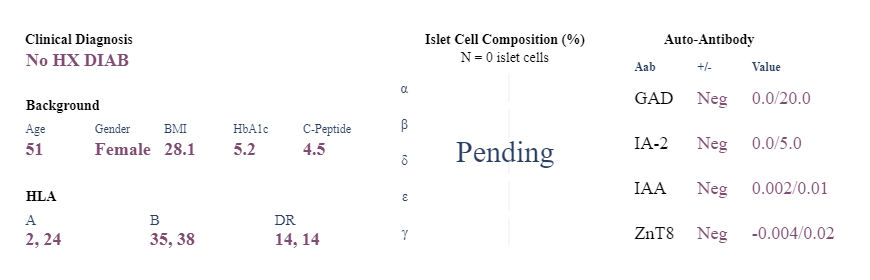 Clinical Diagnosis
No HX DIAB
Background
Age Gender BMI HbA1c C-Peptide
51 Female 28.1 5.2 4.5
HLA
A B DR
2, 24 35, 38 14, 14
Islet Cell Composition (%)
N = 0 islet cells
α
β
δ
ε
γ
Pending
Auto-Antibody
Aab +/- Value
GAD Neg 0.0/20.0
IA-2 Neg 0.0/5.0
IAA Neg 0.002/0.01
ZnT8 Neg -0.004/0.02